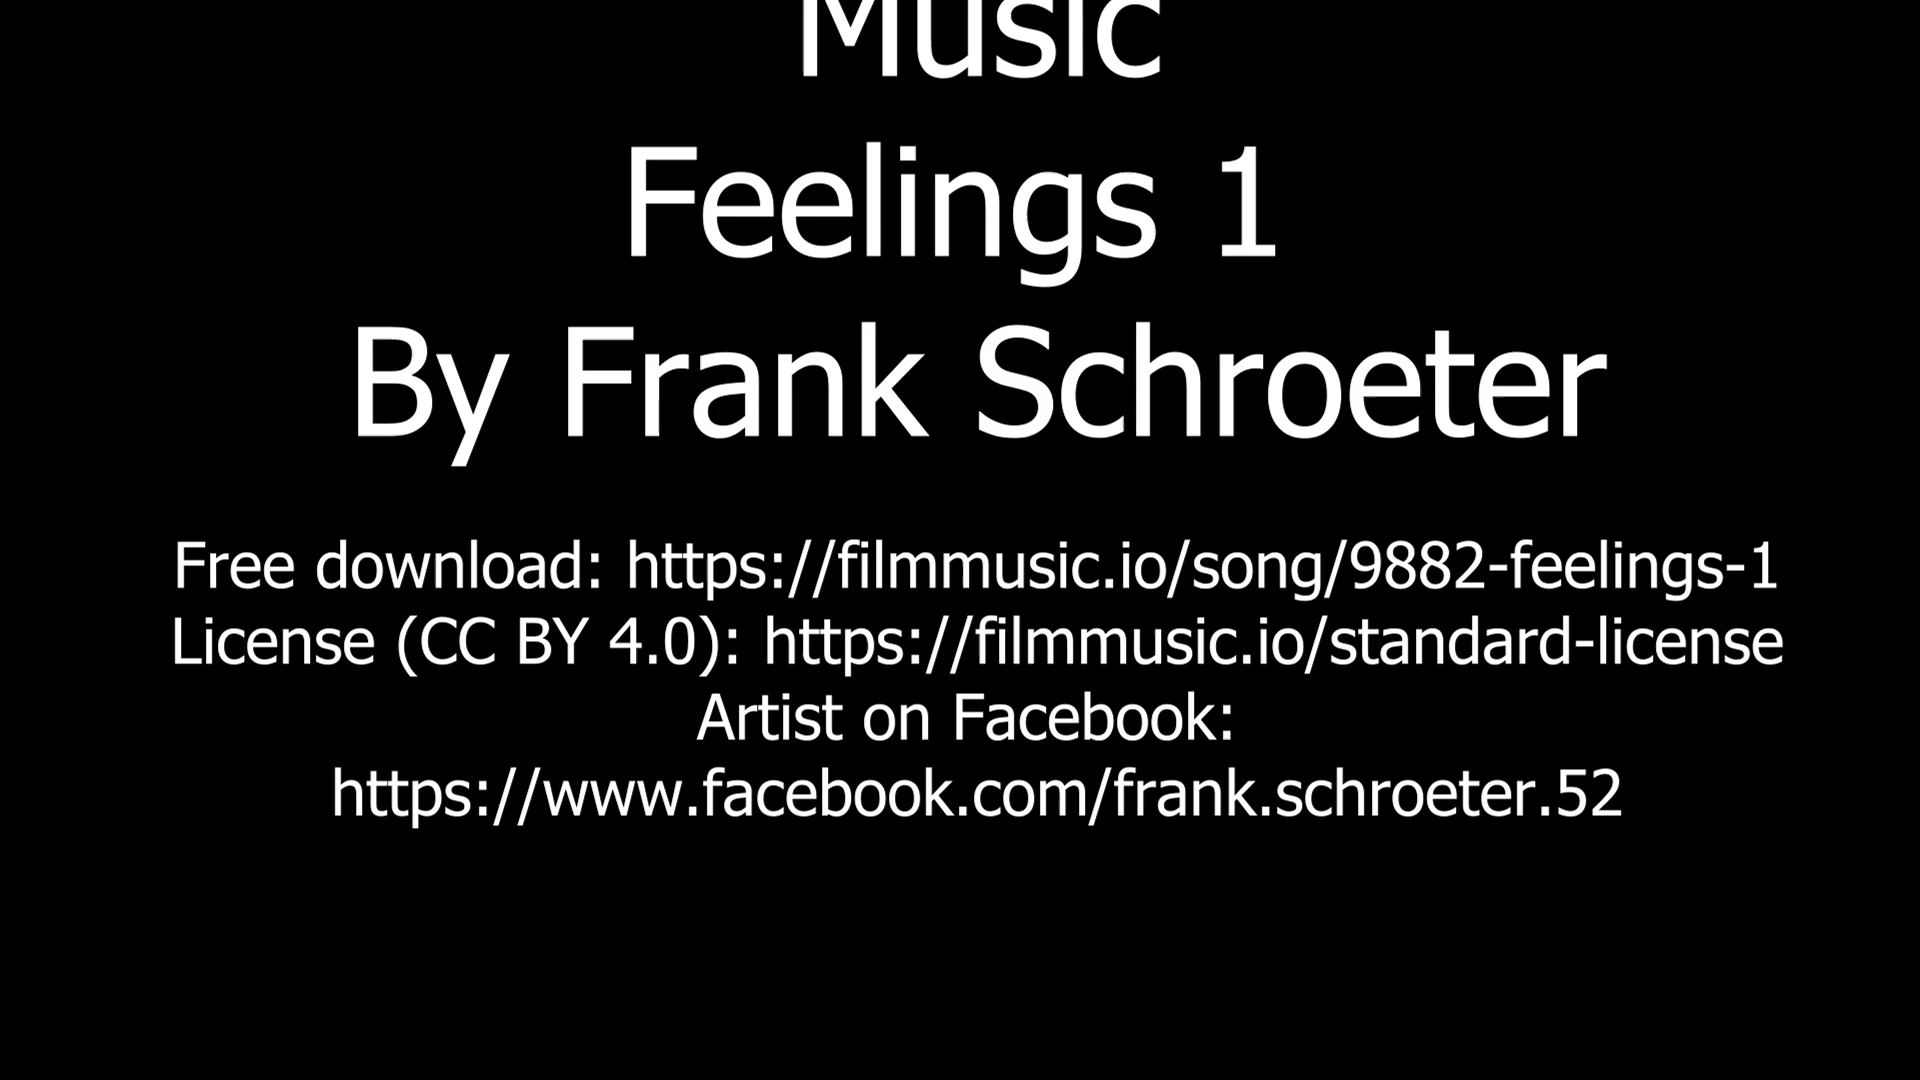 Music
Feelings 1
By Frank Schroeter
Free download: https://filmmusic.io/song/9882-feelings-1
License (CC BY 4.0): https://filmmusic.io/standard-license
Artist on Facebook:
https://www.facebook.com/frank.schroeter.52